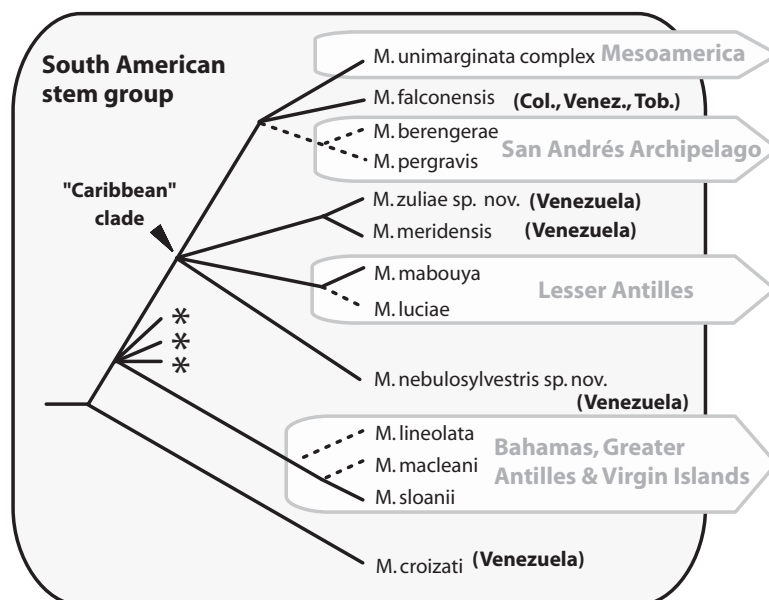 South American
stem group
M. unimarginata complex Mesoamerica
M. falconensis (Col., Venez., Tob.)
M. berengerae
San Andrés Archipelago
M. pergravis
"Caribbean"
clade
M. zuliae sp. nov. (Venezuela)
M. meridensis (Venezuela)
M. mabouya
Lesser Antilles
M. luciae
*
*
*
M. nebulosylvestris sp. nov.
(Venezuela)
M. lineolata
M. macleani
M. sloanii
Bahamas, Greater
Antilles & Virgin Islands
M. croizati (Venezuela)